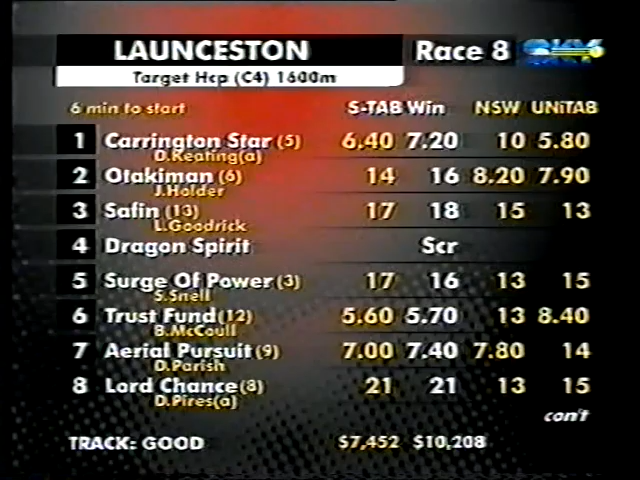 LAUNCESTON Race 8 SKY
Target Hcp (C4) 1600m
6 min to start S-TAB Win NSW UNiTAB
1 Carrington Star (5) 6.40 7.20 10 5.80
D.Keating(a)
2 Otakiman (6) 14 16 8.20 7.90
J.Holder
3 Safin (13) 17 18 15 13
L.Goodrick
4 Dragon Spirit Scr
5 Surge Of Power (3) 17 16 13 15
S.Snell
6 Trust Fund (12) 5.60 5.70 13 8.40
B.McCoull
7 Aerial Pursuit (9) 7.00 7.40 7.80 14
D.Parish
8 Lord Chance (8) 21 21 13 15
D.Pires(a)
con't
TRACK: GOOD $7,452 $10,208